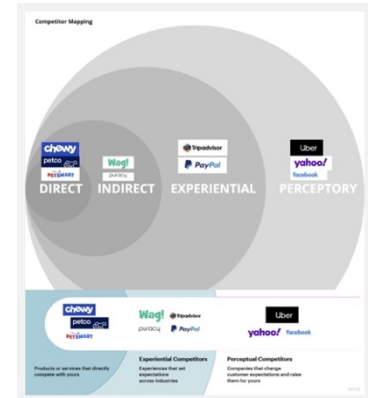 Competitor Mapping
chewy
petco
PETSMART
Wag!
puracy
Tripadvisor
PayPal
Uber
yahoo!
facebook
DIRECT
INDIRECT
EXPERIENTIAL
PERCEPTORY
chewy
petco
PETSMART
Wag!
Tripadvisor
puracy
PayPal
Uber
yahoo!
facebook
Products or services that directly
compete with yours
Experiential Competitors
Experiences that set
expectations
across industries
Perceptual Competitors
Companies that change
customer expectations and raise
them for yours